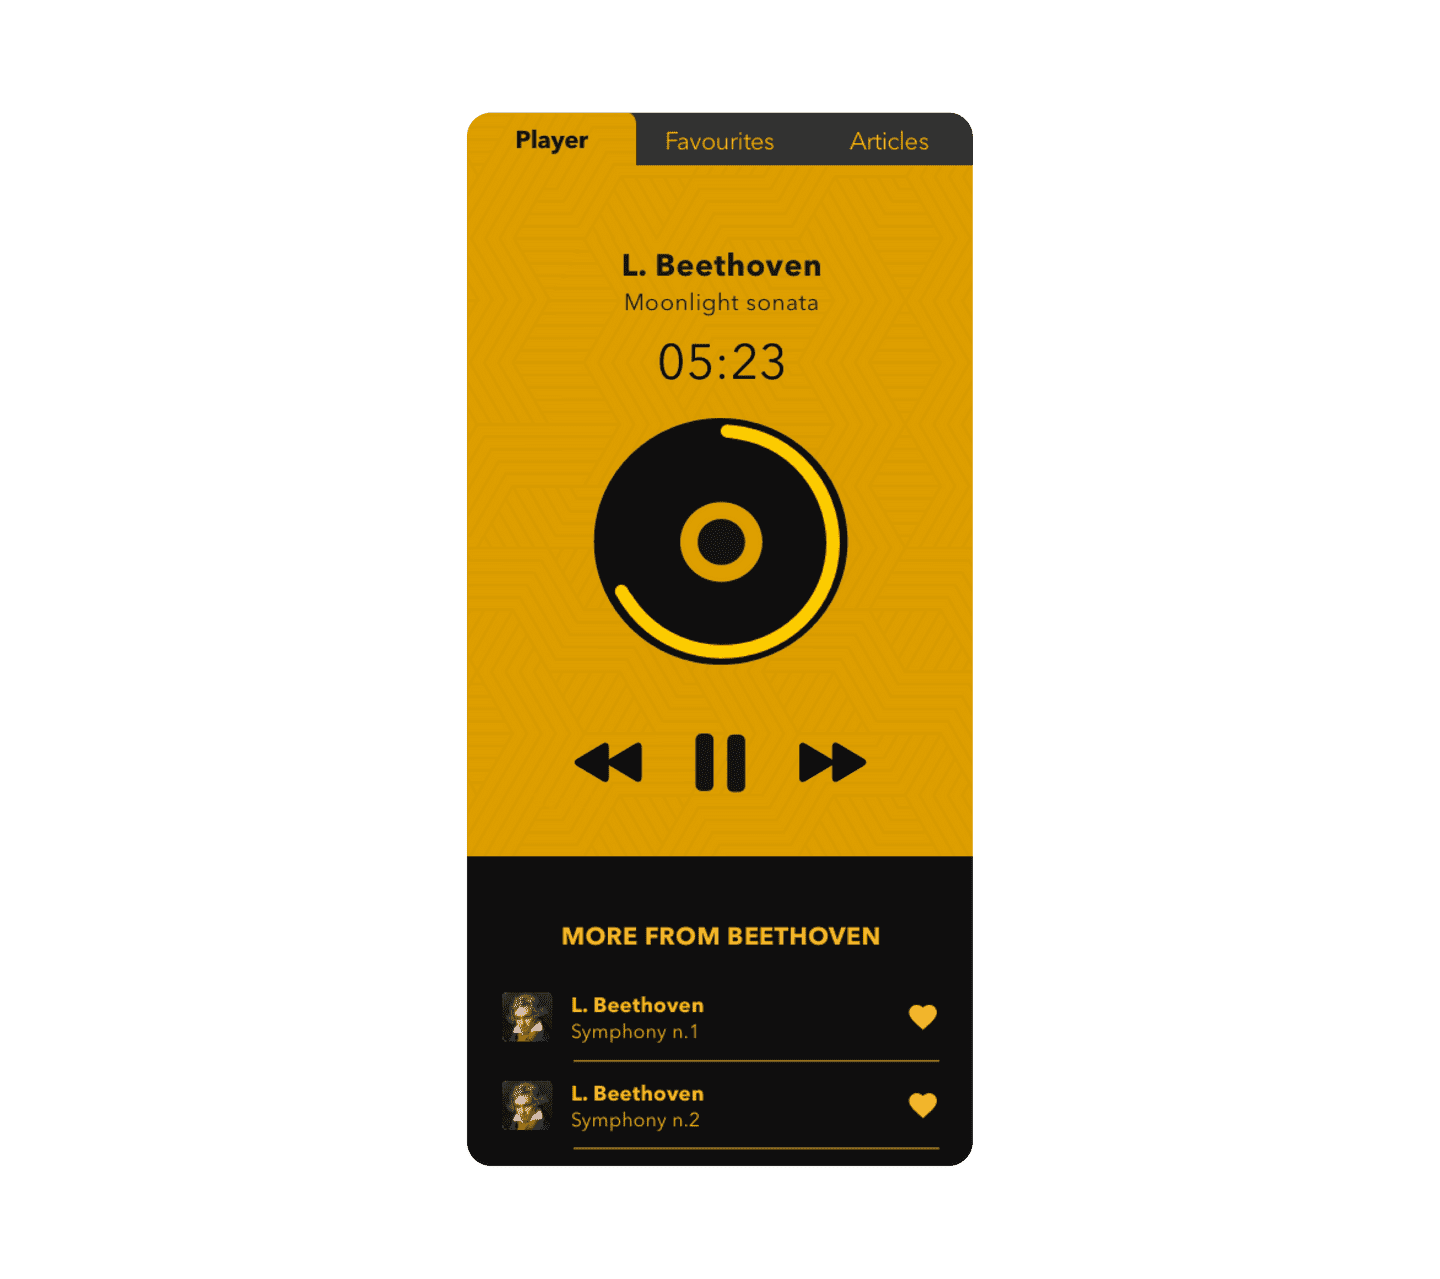 Player
Favourites
Articles
L. Beethoven
Moonlight sonata
05:23
MORE FROM BEETHOVEN
L. Beethoven
Symphony n.1
L. Beethoven
Symphony n.2